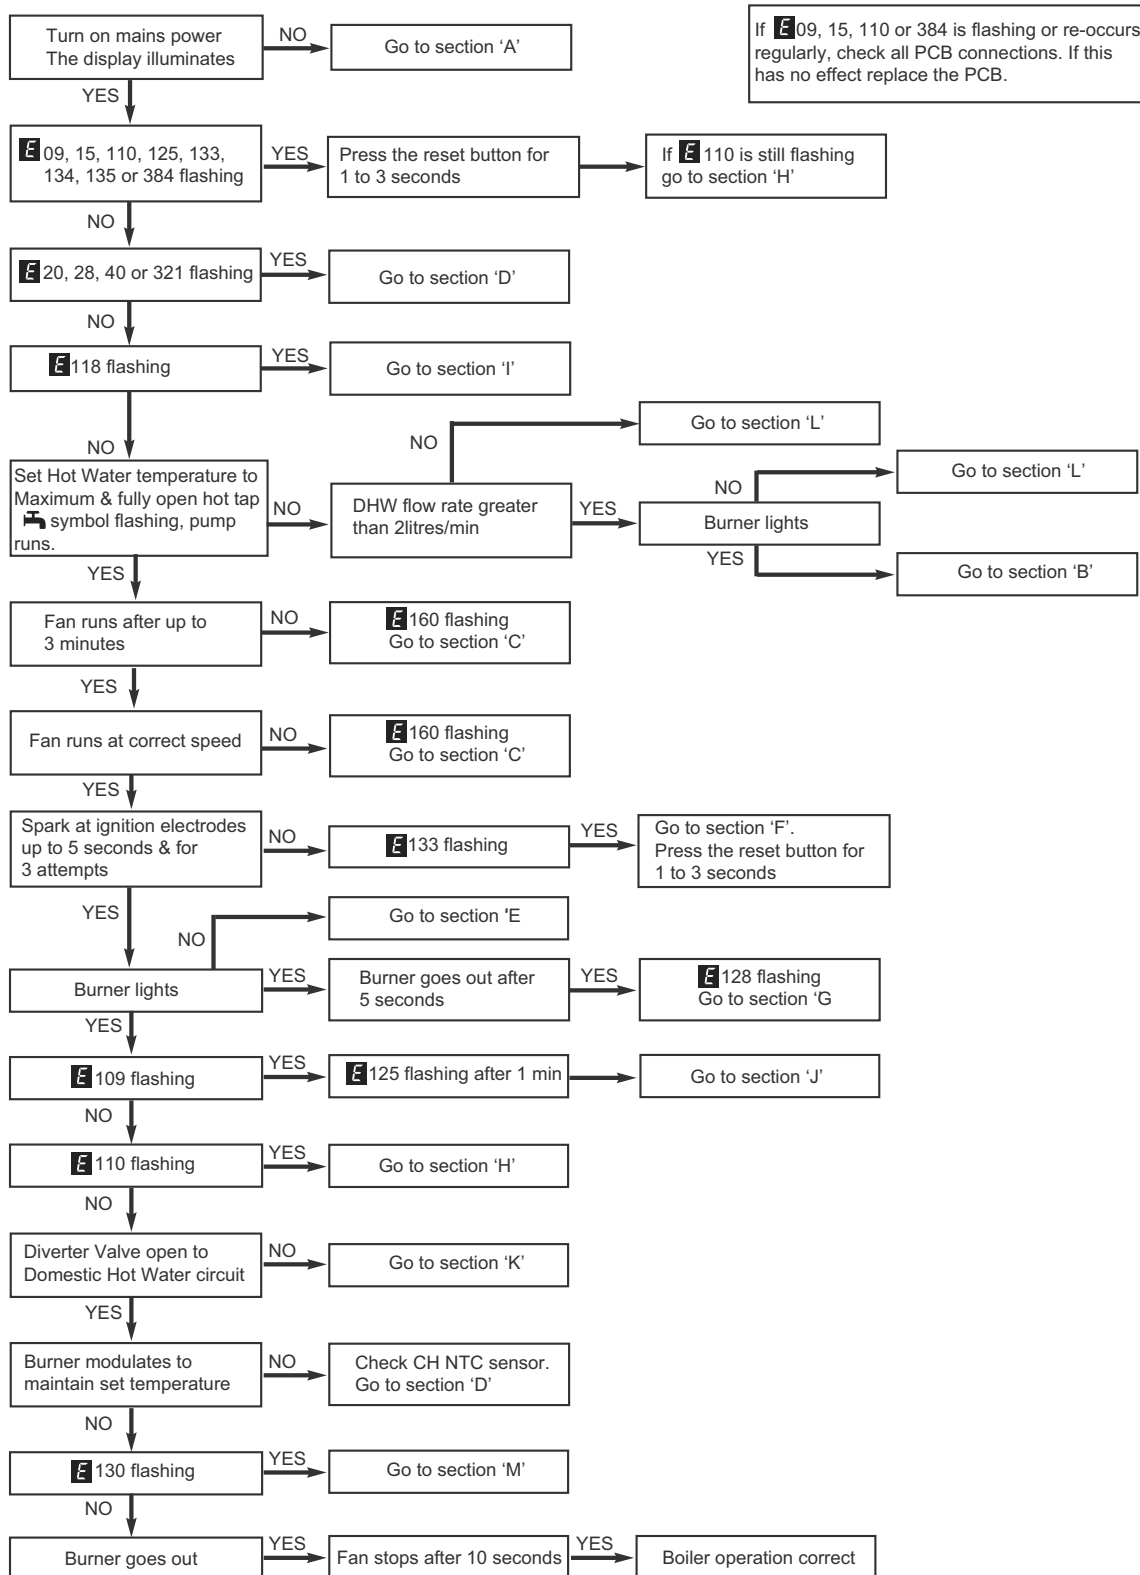 Turn on mains power
The display illuminates
NO
Go to section ‘A’
If E 09, 15, 110 or 384 is flashing or re-occurs
regularly, check all PCB connections. If this
has no effect replace the PCB.
YES
E 09, 15, 110, 125, 133,
134, 135 or 384 flashing
YES
Press the reset button for
1 to 3 seconds
If E 110 is still flashing
go to section ‘H’
NO
E 20, 28, 40 or 321 flashing
YES
Go to section ‘D’
NO
E 118 flashing
YES
Go to section ‘I’
NO
Set Hot Water temperature to
Maximum & fully open hot tap
symbol flashing, pump
runs.
NO
DHW flow rate greater
than 2litres/min
NO
Go to section ‘L’
YES
Burner lights
NO
Go to section ‘L’
YES
Go to section ‘B’
YES
Fan runs after up to
3 minutes
NO
E 160 flashing
Go to section ‘C’
YES
Fan runs at correct speed
NO
E 160 flashing
Go to section ‘C’
YES
Spark at ignition electrodes
up to 5 seconds & for
3 attempts
NO
E 133 flashing
YES
Go to section ‘F’.
Press the reset button for
1 to 3 seconds
YES
NO
Go to section 'E
Burner lights
YES
Burner goes out after
5 seconds
YES
E 128 flashing
Go to section ‘G
YES
E 109 flashing
YES
E 125 flashing after 1 min
Go to section ‘J’
NO
E 110 flashing
YES
Go to section ‘H’
NO
Diverter Valve open to
Domestic Hot Water circuit
NO
Go to section ‘K’
YES
Burner modulates to
maintain set temperature
NO
Check CH NTC sensor.
Go to section ‘D’
NO
E 130 flashing
YES
Go to section ‘M’
NO
Burner goes out
YES
Fan stops after 10 seconds
YES
Boiler operation correct